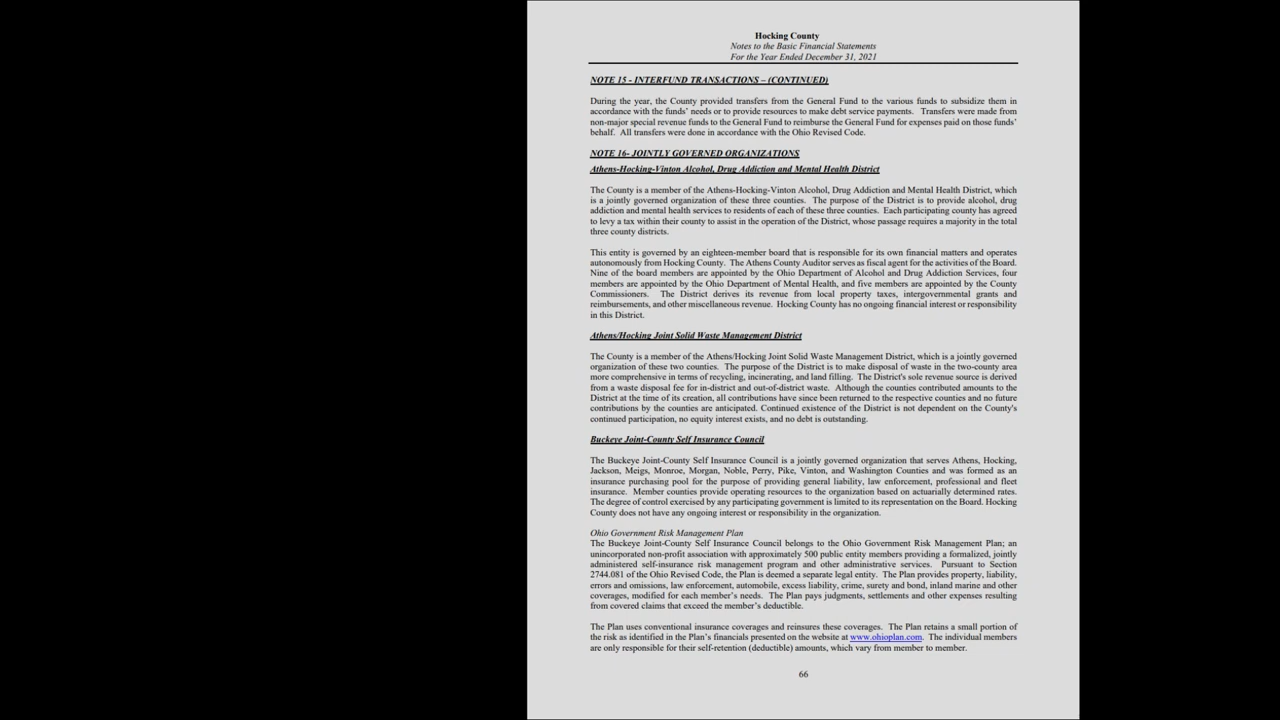 Hocking County
Notes to the Basic Financial Statements
For the Year Ended December 31, 2021
NOTE 15 - INTERFUND TRANSACTIONS – (CONTINUED)
During the year, the County provided transfers from the General Fund to the various funds to subsidize them in
accordance with the funds' needs or to provide resources to make debt service payments. Transfers were made from
non-major special revenue funds to the General Fund to reimburse the General Fund for expenses paid on those funds'
behalf. All transfers were done in accordance with the Ohio Revised Code.
NOTE 16- JOINTLY GOVERNED ORGANIZATIONS
Athens-Hocking-Vinton Alcohol, Drug Addiction and Mental Health District
The County is a member of the Athens-Hocking-Vinton Alcohol, Drug Addiction and Mental Health District, which
is a jointly governed organization of these three counties. The purpose of the District is to provide alcohol, drug
addiction and mental health services to residents of each of these three counties. Each participating county has agreed
to levy a tax within their county to assist in the operation of the District, whose passage requires a majority in the total
three county districts.
This entity is governed by an eighteen-member board that is responsible for its own financial matters and operates
autonomously from Hocking County. The Athens County Auditor serves as fiscal agent for the activities of the Board.
Nine of the board members are appointed by the Ohio Department of Alcohol and Drug Addiction Services, four
members are appointed by the Ohio Department of Mental Health, and five members are appointed by the County
Commissioners. The District derives its revenue from local property taxes, intergovernmental grants and
reimbursements, and other miscellaneous revenue. Hocking County has no ongoing financial interest or responsibility
in this District.
Athens/Hocking Joint Solid Waste Management District
The County is a member of the Athens/Hocking Joint Solid Waste Management District, which is a jointly governed
organization of these two counties. The purpose of the District is to make disposal of waste in the two-county area
more comprehensive in terms of recycling, incinerating, and land filling. The District's sole revenue source is derived
from a waste disposal fee for in-district and out-of-district waste. Although the counties contributed amounts to the
District at the time of its creation, all contributions have since been returned to the respective counties and no future
contributions by the counties are anticipated. Continued existence of the District is not dependent on the County's
continued participation, no equity interest exists, and no debt is outstanding.
Buckeye Joint-County Self Insurance Council
The Buckeye Joint-County Self Insurance Council is a jointly governed organization that serves Athens, Hocking,
Jackson, Meigs, Monroe, Morgan, Noble, Perry, Pike, Vinton, and Washington Counties and was formed as an
insurance purchasing pool for the purpose of providing general liability, law enforcement, professional and fleet
insurance. Member counties provide operating resources to the organization based on actuarially determined rates.
The degree of control exercised by any participating government is limited to its representation on the Board. Hocking
County does not have any ongoing interest or responsibility in the organization.
Ohio Government Risk Management Plan
The Buckeye Joint-County Self Insurance Council belongs to the Ohio Government Risk Management Plan; an
unincorporated non-profit association with approximately 500 public entity members providing a formalized, jointly
administered self-insurance risk management program and other administrative services. Pursuant to Section
2744.081 of the Ohio Revised Code, the Plan is deemed a separate legal entity. The Plan provides property, liability,
errors and omissions, law enforcement, automobile, excess liability, crime, surety and bond, inland marine and other
coverages, modified for each member's needs. The Plan pays judgments, settlements and other expenses resulting
from covered claims that exceed the member's deductible.
The Plan uses conventional insurance coverages and reinsures these coverages. The Plan retains a small portion of
the risk as identified in the Plan's financials presented on the website at www.ohioplan.com. The individual members
are only responsible for their self-retention (deductible) amounts, which vary from member to member.
66